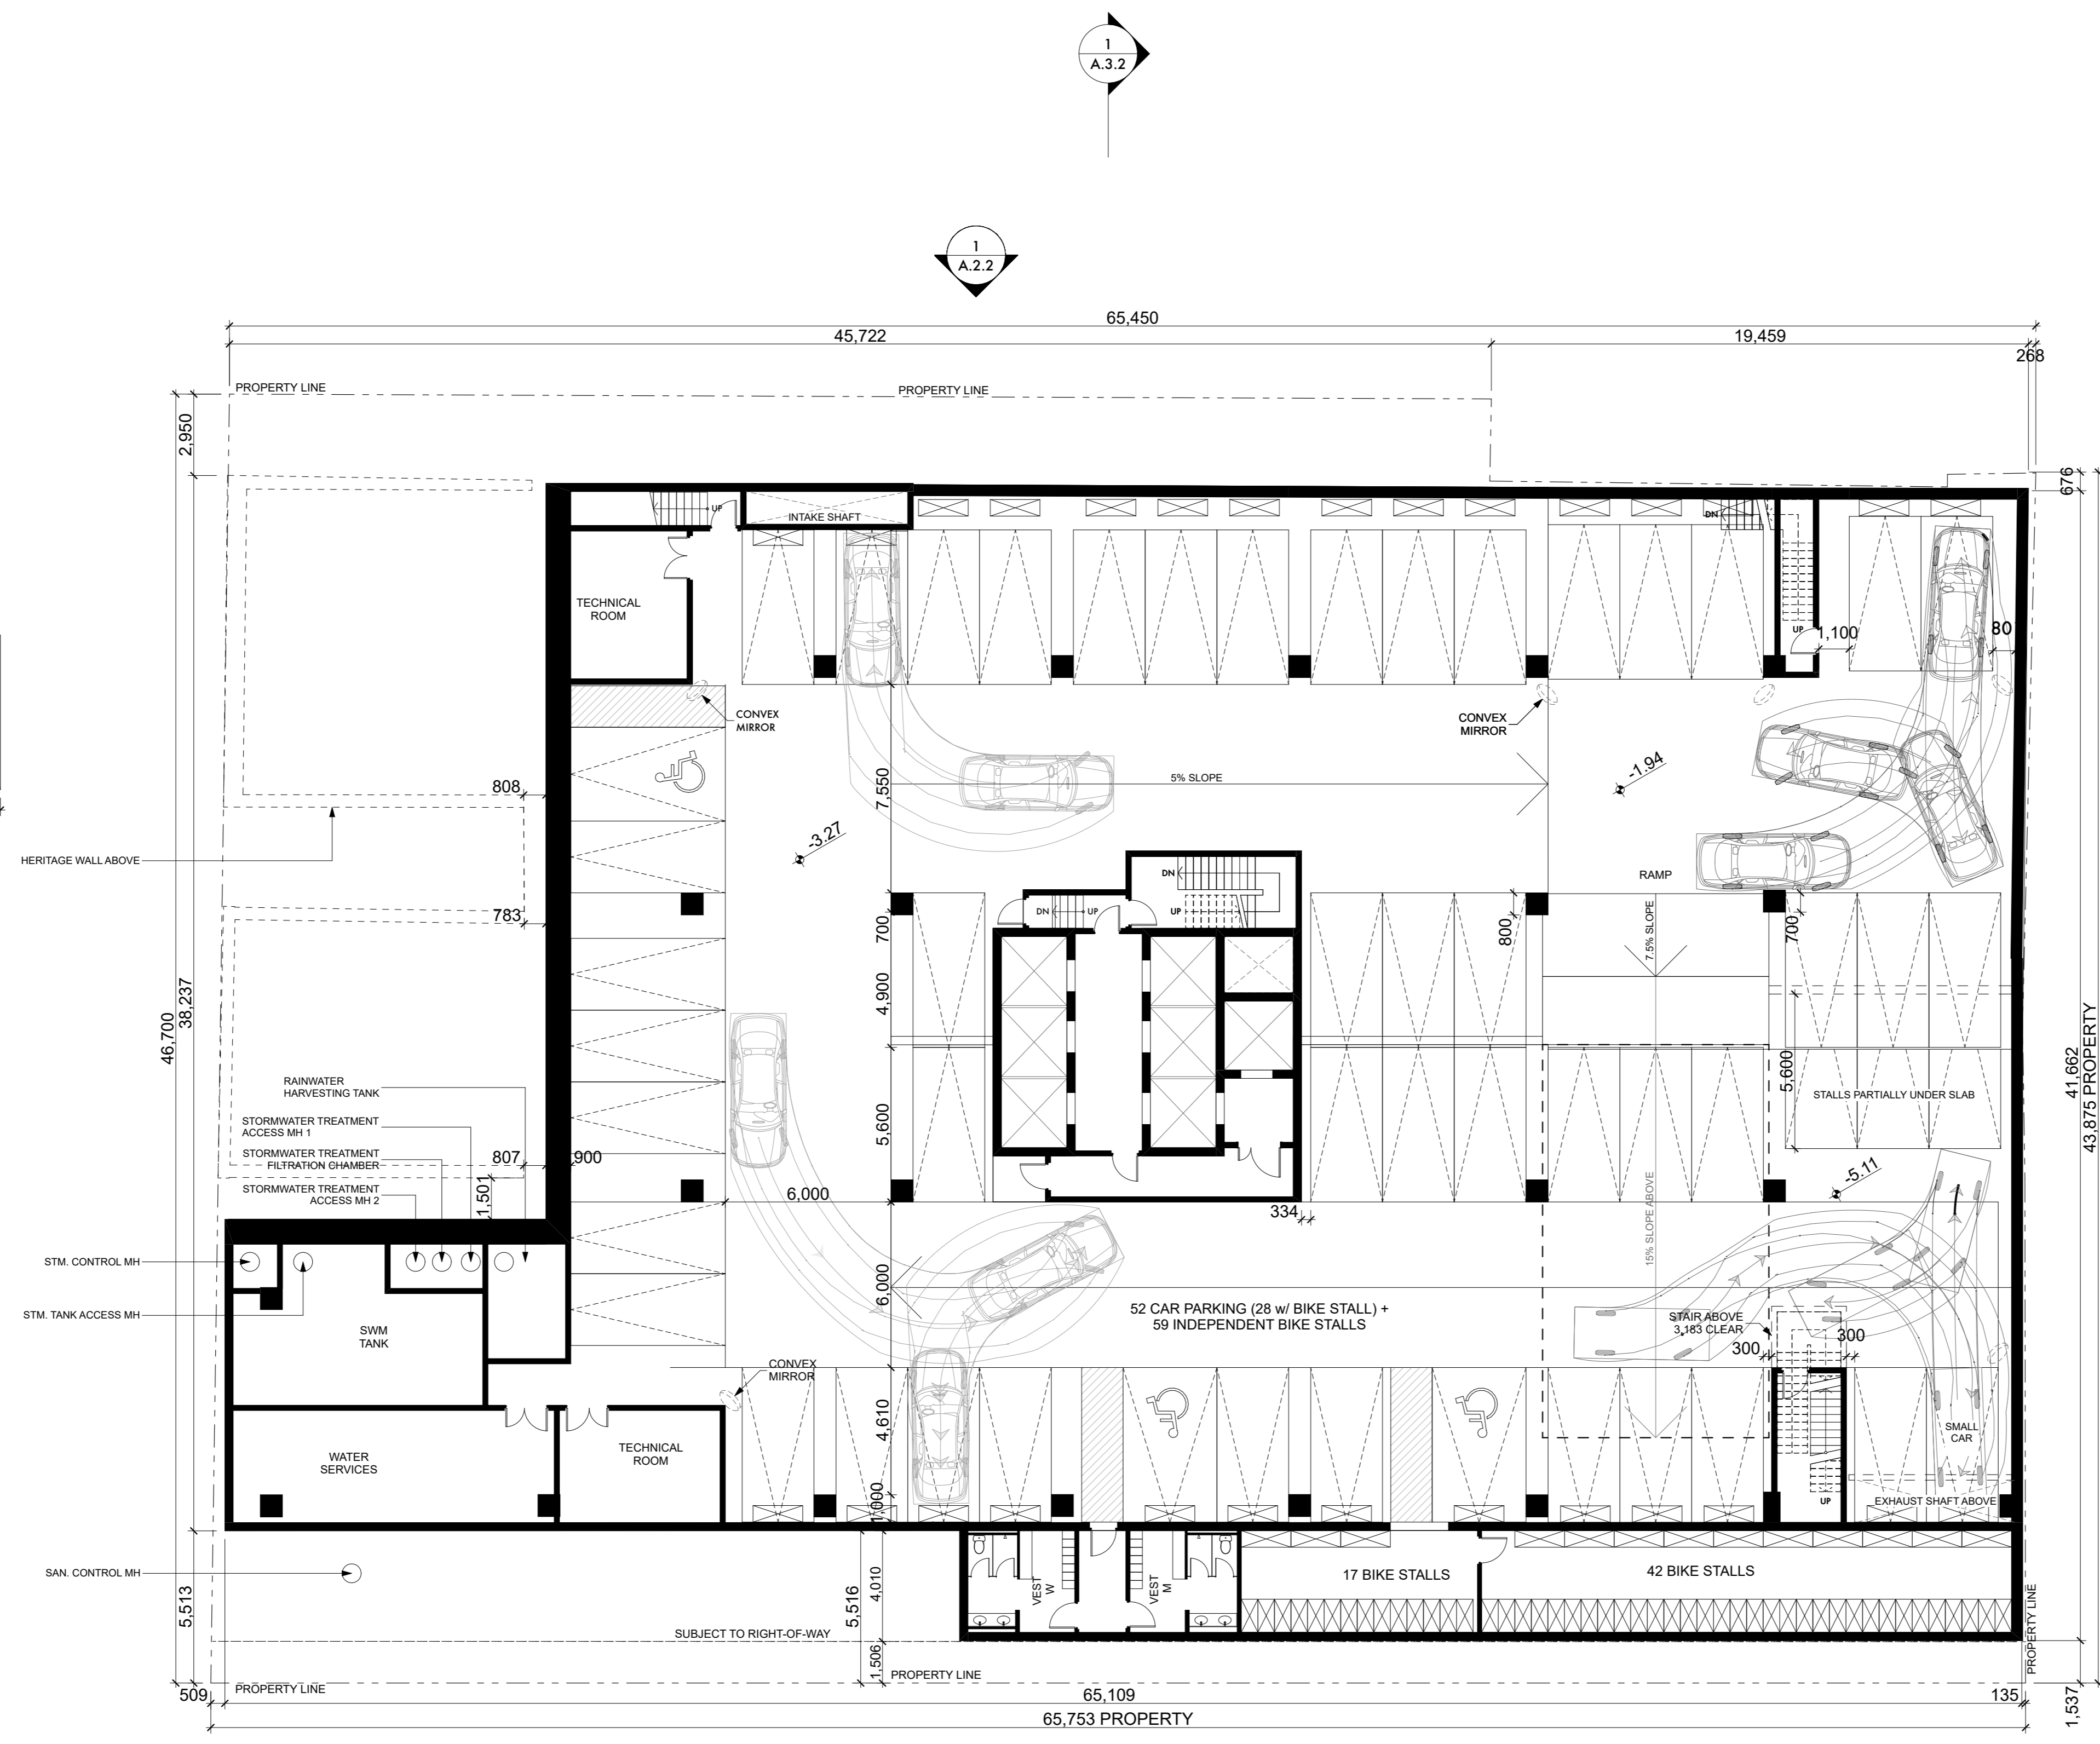 1
A.3.2
1
A.2.2
65,450
45,722
19,459
268
PROPERTY LINE
PROPERTY LINE
2,950
676
INTAKE SHAFT
UP
DN
TECHNICAL
ROOM
UP
1,100
80
CONVEX
MIRROR
CONVEX
MIRROR
7,550
5% SLOPE
-1.94
808
-3.27
HERITAGE WALL ABOVE
RAMP
DN
783
DN
UP
UP
700
800
7.5% SLOPE
700
4,900
38,237
46,700
41,662
43,875 PROPERTY
RAINWATER
HARVESTING TANK
5,600
STALLS PARTIALLY UNDER SLAB
STORMWATER TREATMENT
ACCESS MH 1
5,600
STORMWATER TREATMENT
FILTRATION CHAMBER
807
900
STORMWATER TREATMENT
ACCESS MH 2
1,501
6,000
334
15% SLOPE ABOVE
-5.11
STM. CONTROL MH
6,000
STM. TANK ACCESS MH
SWM
TANK
52 CAR PARKING (28 w/ BIKE STALL) +
59 INDEPENDENT BIKE STALLS
STAIR ABOVE
3,183 CLEAR
300
300
CONVEX
MIRROR
4,610
SMALL
CAR
WATER
SERVICES
TECHNICAL
ROOM
1,000
UP
EXHAUST SHAFT ABOVE
SAN. CONTROL MH
5,513
5,516
4,010
VEST
W
VEST
M
17 BIKE STALLS
42 BIKE STALLS
SUBJECT TO RIGHT-OF-WAY
1,506
PROPERTY LINE
PROPERTY LINE
PROPERTY LINE
509
65,109
135
1,537
65,753 PROPERTY